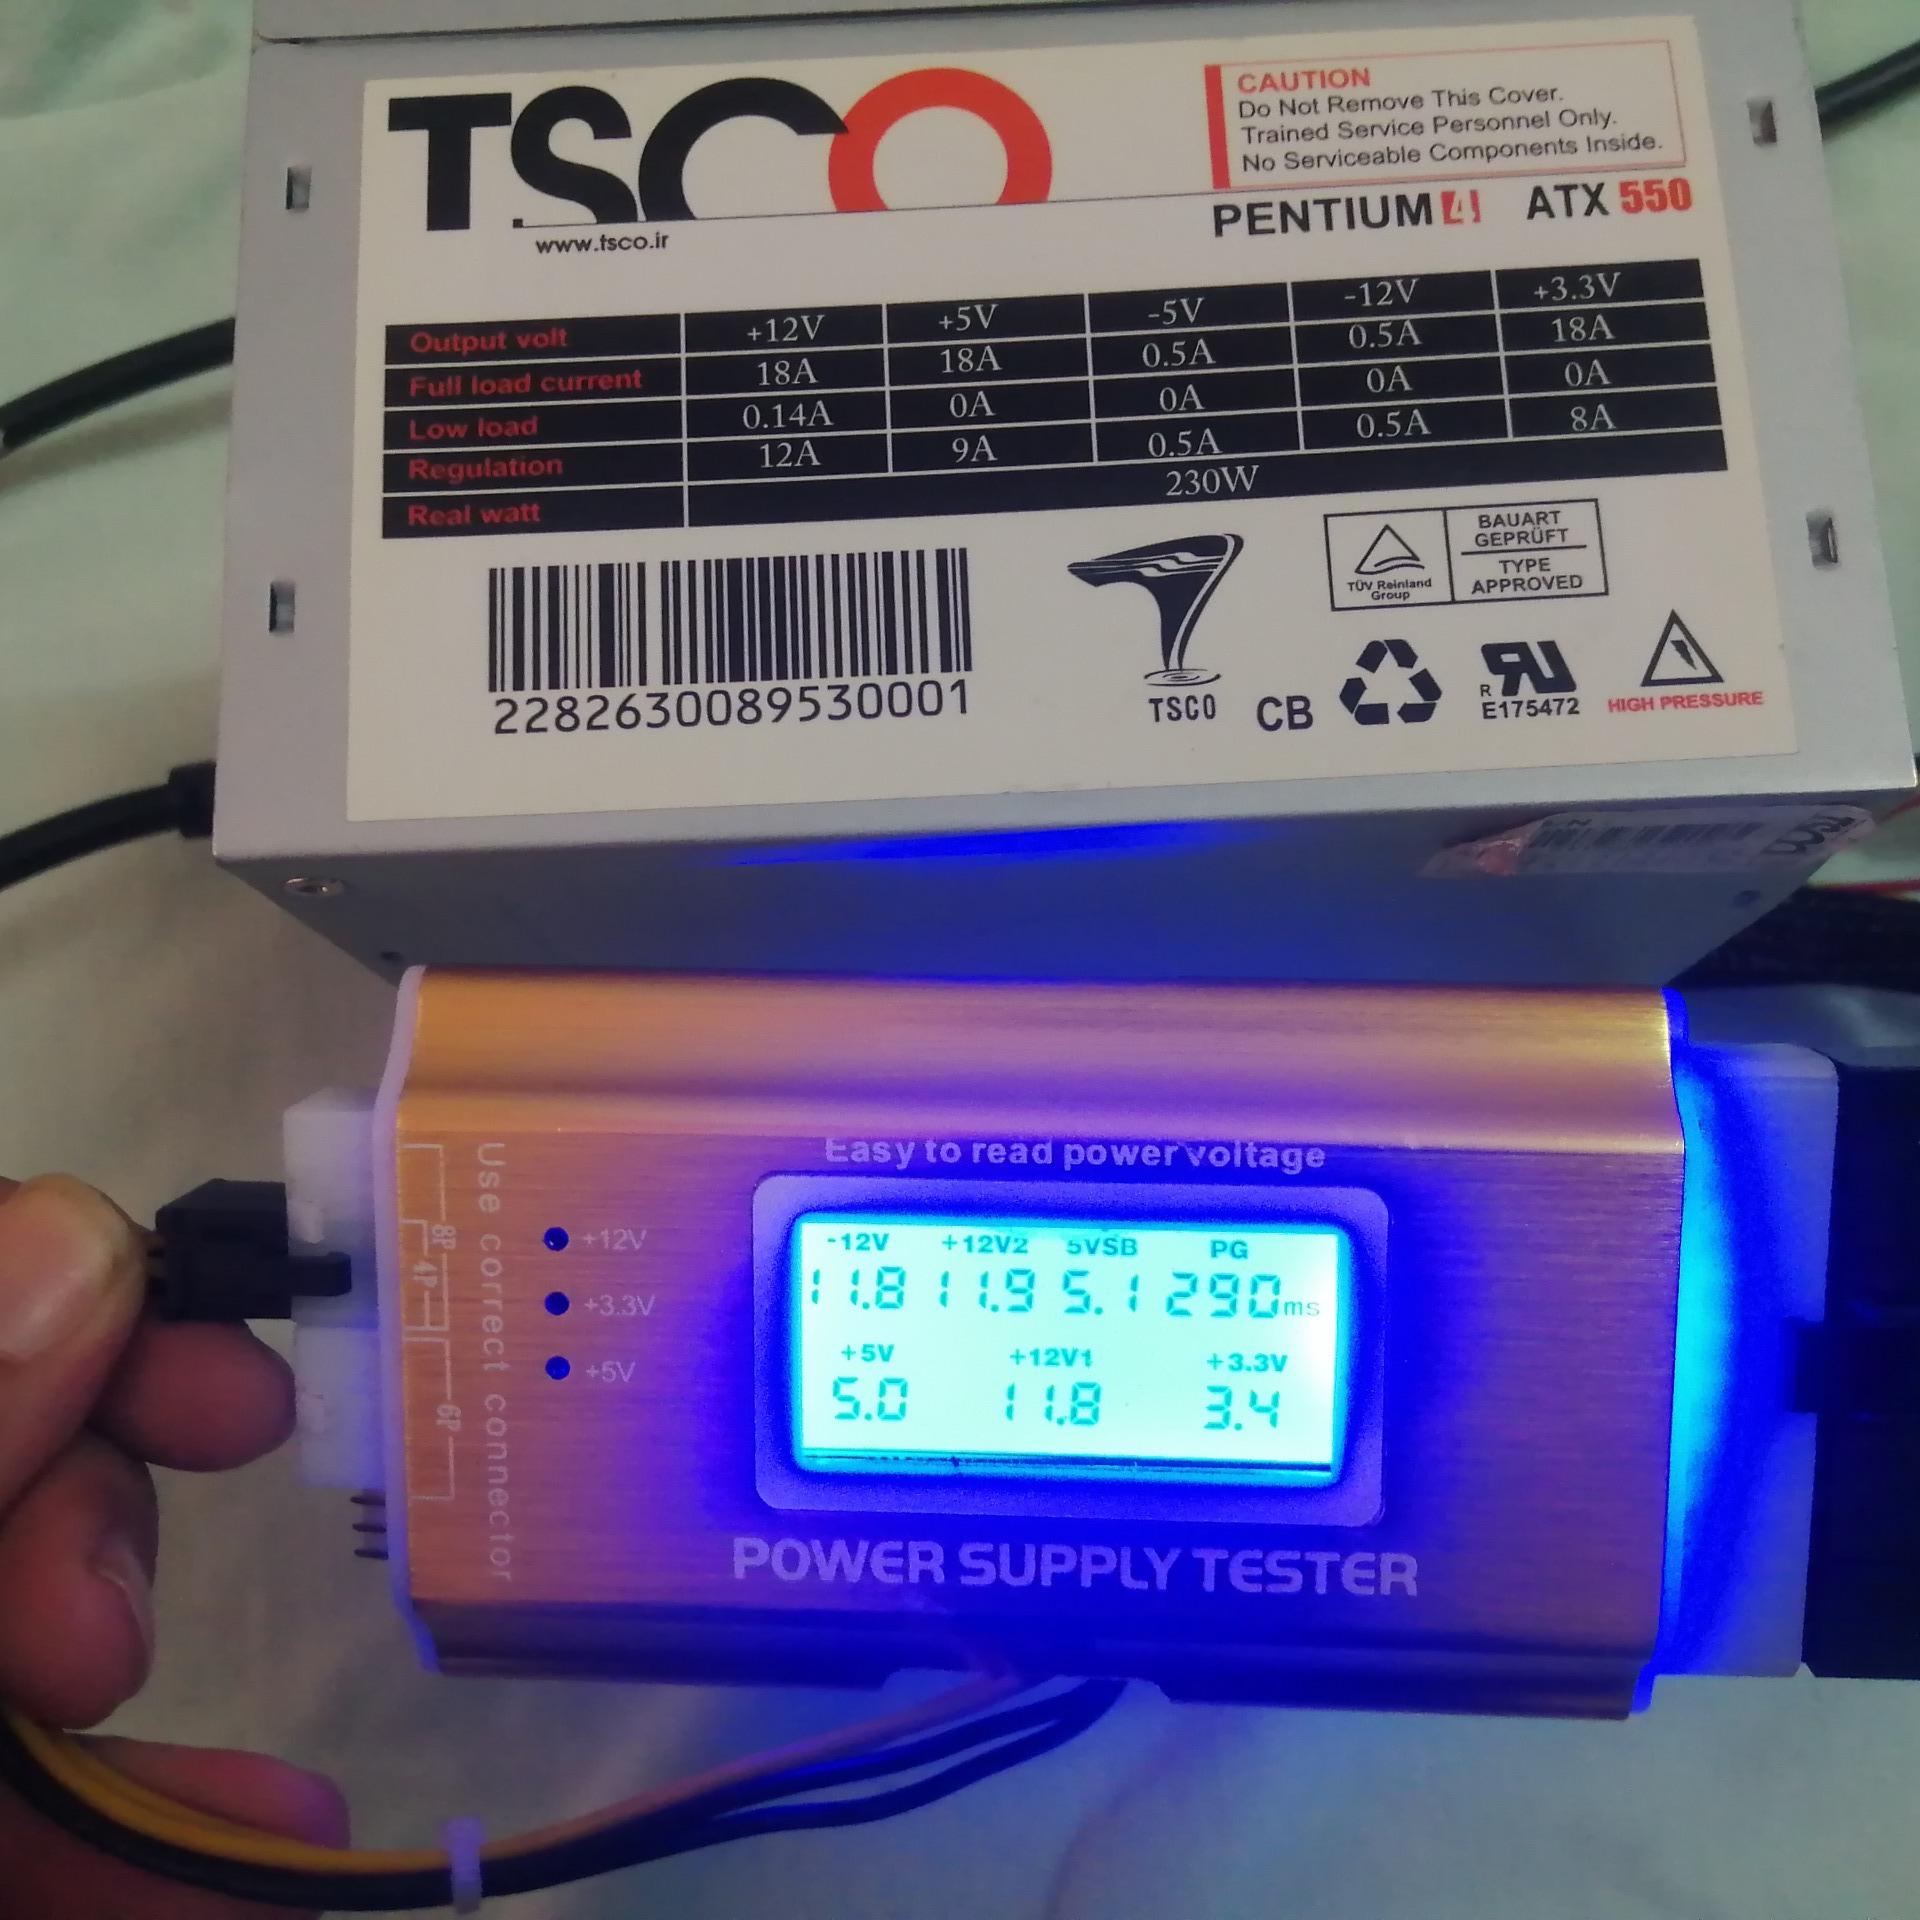 TSCO
www.tsco.ir
CAUTION
Do Not Remove This Cover.
Trained Service Personnel Only.
No Serviceable Components Inside.
PENTIUM 4 ATX 550
Output volt +12V +5V -5V -12V +3.3V
Full load current 18A 18A 0.5A 0.5A 18A
Low load 0.14A 0A 0A 0A 0A
Regulation 12A 9A 0.5A 0.5A 8A
Real watt 230W
2282630089530001
TSCO
CB
TÜV Reinland
Group
BAUART
GEPRÜFT
TYPE
APPROVED
R
E175472
HIGH PRESSURE
Easy to read power voltage
Use correct connector
8P
4P
6P
+12V
+3.3V
+5V
-12V +12V2 5VSB PG
11.8 11.9 5.1 290ms
+5V +12V1 +3.3V
5.0 11.8 3.4
POWER SUPPLY TESTER